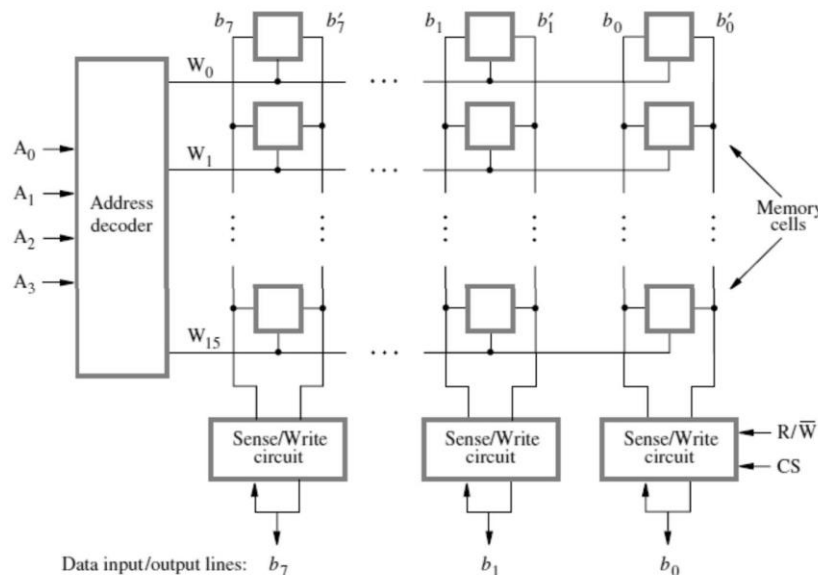 b₇ b′₇ b₁ b′₁ b₀ b′₀
W₀
A₀
W₁
A₁
Address
decoder
A₂
A₃
Memory
cells
W₁₅
Sense/Write
circuit
Sense/Write
circuit
Sense/Write
circuit
R/W̅
CS
Data input/output lines: b₇ b₁ b₀